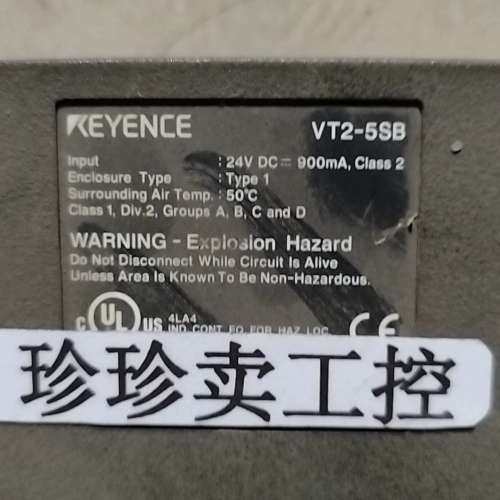 KEYENCE VT2-5SB
Input : 24V DC⎓ 900mA, Class 2
Enclosure Type : Type 1
Surrounding Air Temp. : 50°C
Class 1, Div.2, Groups A, B, C and D
WARNING - Explosion Hazard
Do Not Disconnect While Circuit Is Alive
Unless Area Is Known To Be Non-Hazardous.
C UL US 4LA4 CE
IND. CONT. EQ. FOR HAZ. LOC.
珍珍卖工控